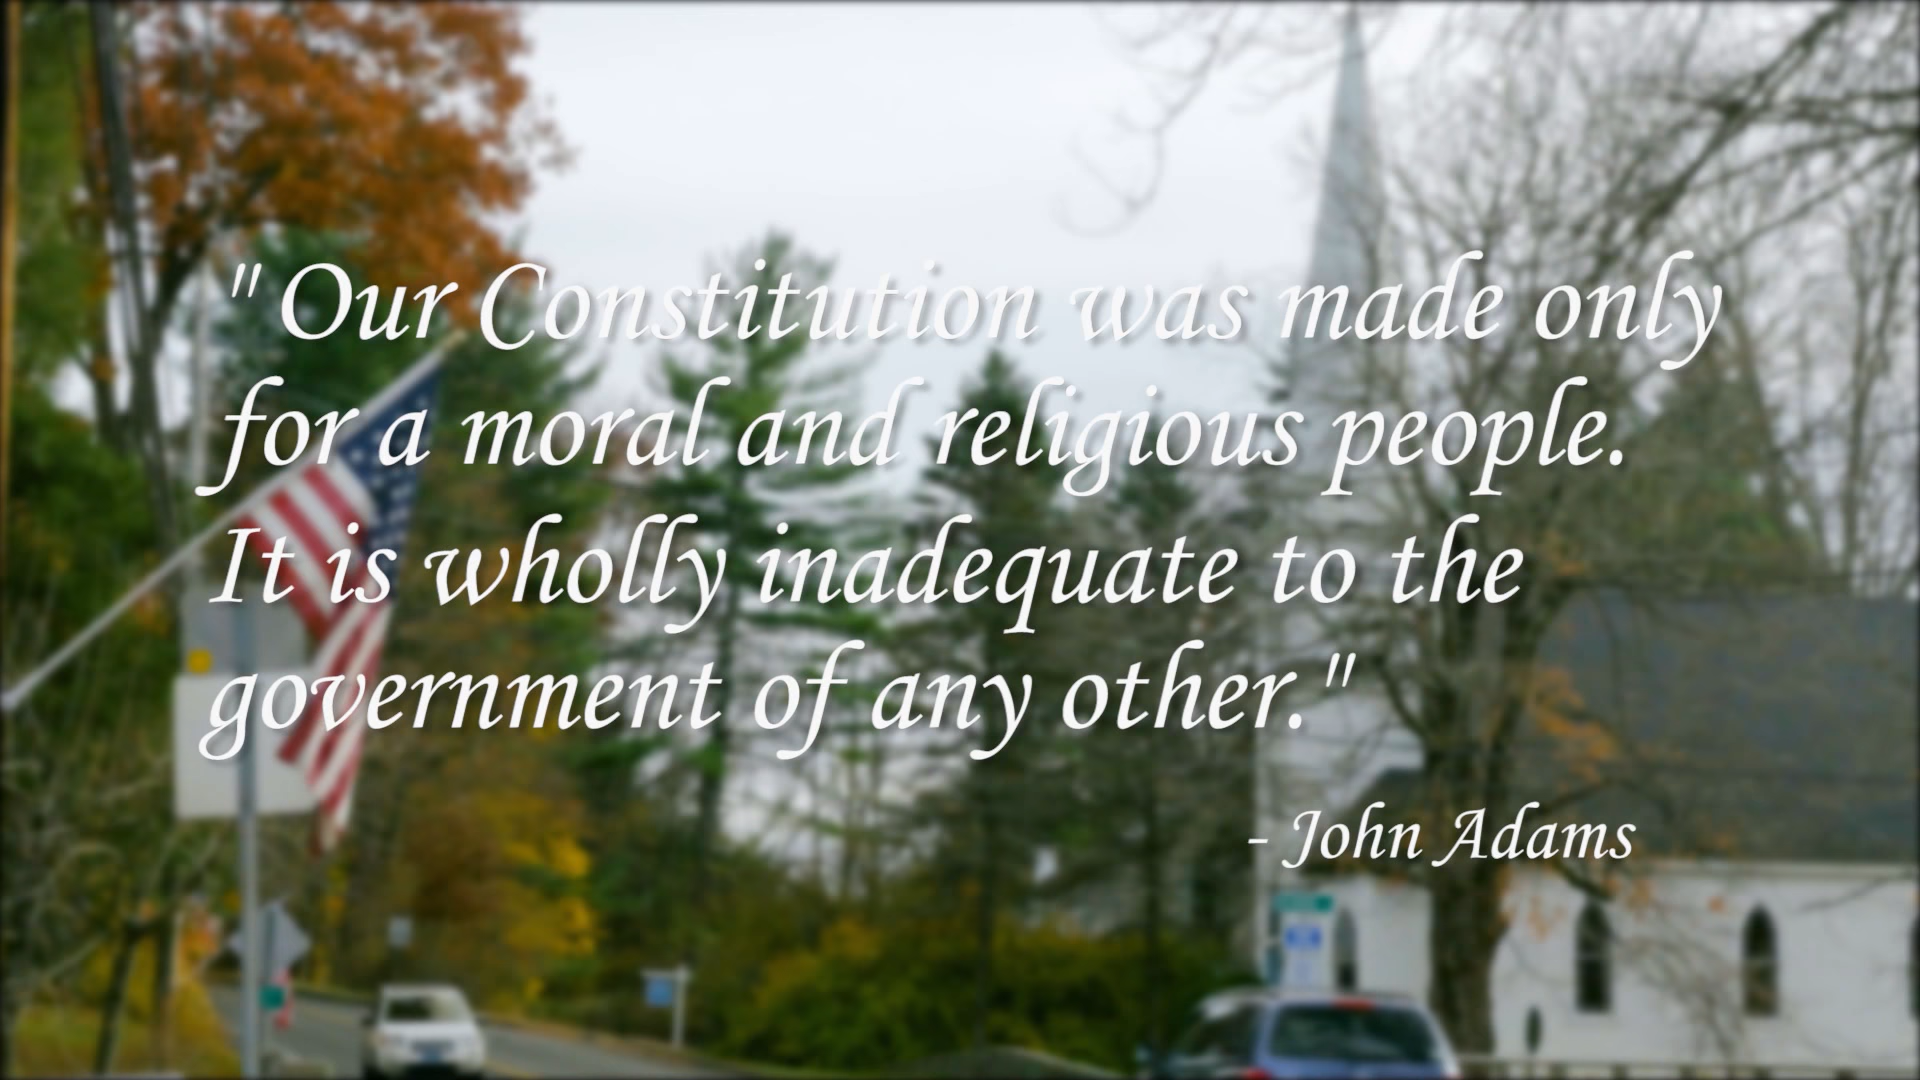 "Our Constitution was made only
for a moral and religious people.
It is wholly inadequate to the
government of any other."
- John Adams